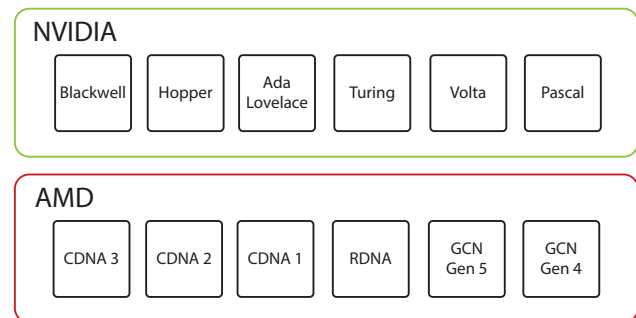 NVIDIA
Blackwell
Hopper
Ada
Lovelace
Turing
Volta
Pascal
AMD
CDNA 3
CDNA 2
CDNA 1
RDNA
GCN
Gen 5
GCN
Gen 4